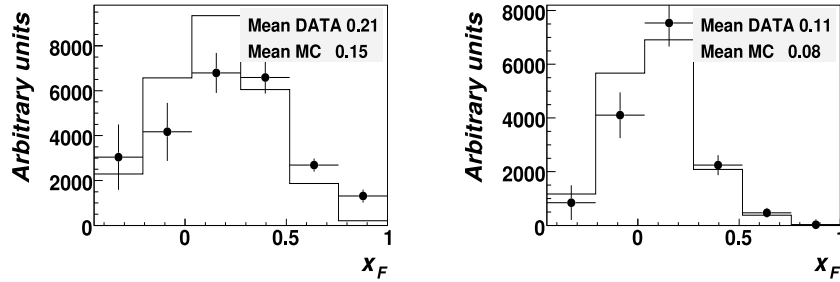 Arbitrary units
8000
6000
4000
2000
0
Mean DATA 0.21
Mean MC 0.15
0
0.5
1
x_F
Arbitrary units
8000
6000
4000
2000
0
Mean DATA 0.11
Mean MC 0.08
0
0.5
1
x_F